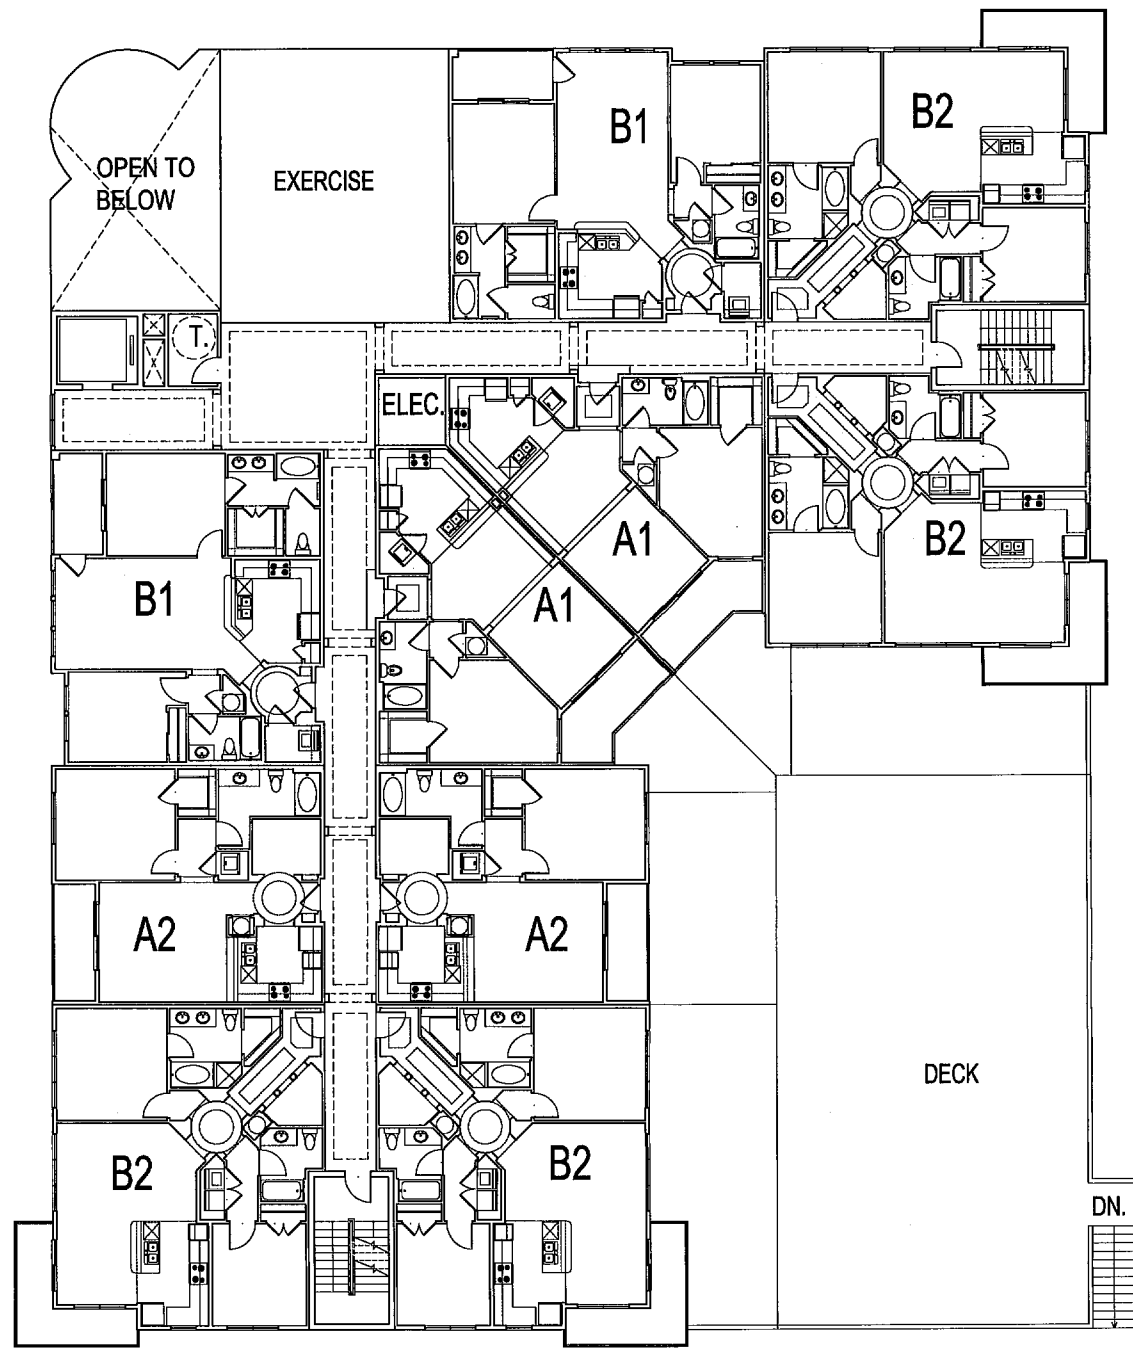 B1
B2
OPEN TO
BELOW
EXERCISE
T.
ELEC.
A1
B2
B1
A1
A2
A2
DECK
B2
B2
DN.